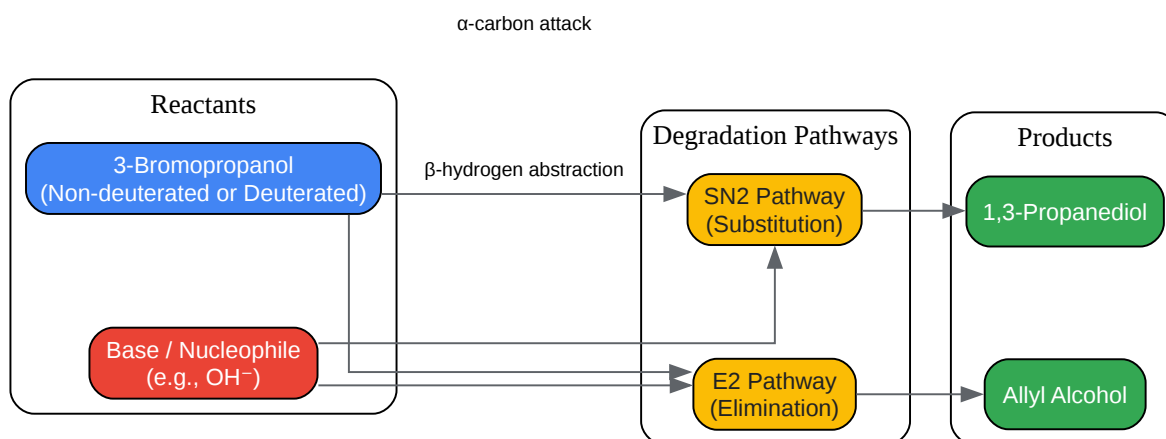 α-carbon attack
Reactants
3-Bromopropanol
(Non-deuterated or Deuterated)
Base / Nucleophile
(e.g., OH⁻)
β-hydrogen abstraction
Degradation Pathways
SN2 Pathway
(Substitution)
E2 Pathway
(Elimination)
Products
1,3-Propanediol
Allyl Alcohol